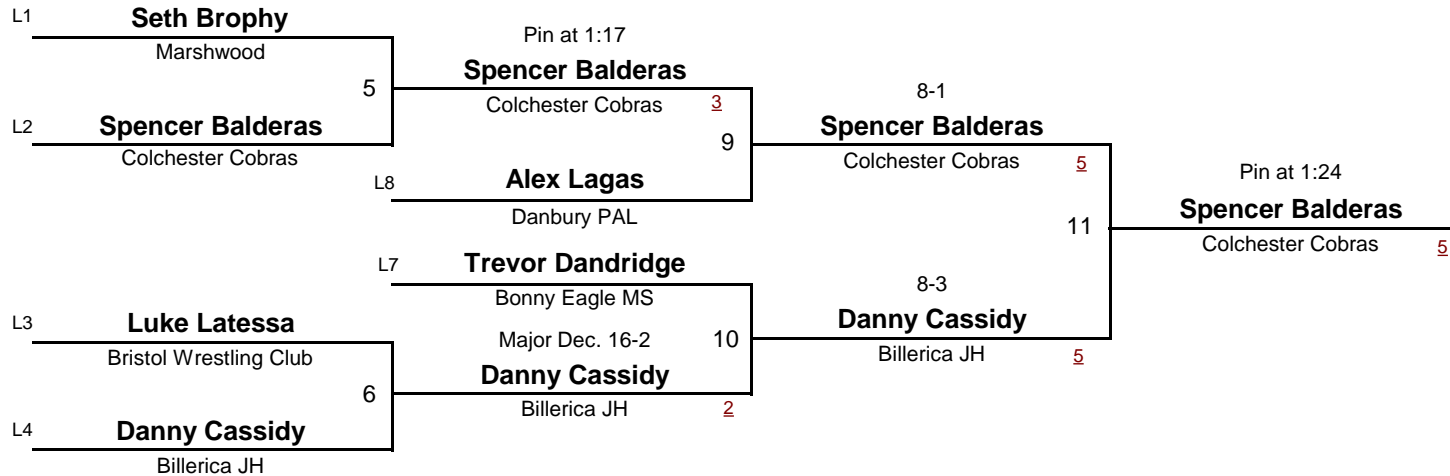 L1
Seth Brophy
Marshwood
5
L2
Spencer Balderas
Colchester Cobras
Pin at 1:17
Spencer Balderas
Colchester Cobras 3
9
L8
Alex Lagas
Danbury PAL
8-1
Spencer Balderas
Colchester Cobras 5
11
Pin at 1:24
Spencer Balderas
Colchester Cobras 5
L7
Trevor Dandridge
Bonny Eagle MS
10
8-3
Danny Cassidy
Billerica JH 5
L3
Luke Latessa
Bristol Wrestling Club
6
Major Dec. 16-2
Danny Cassidy
Billerica JH 2
L4
Danny Cassidy
Billerica JH